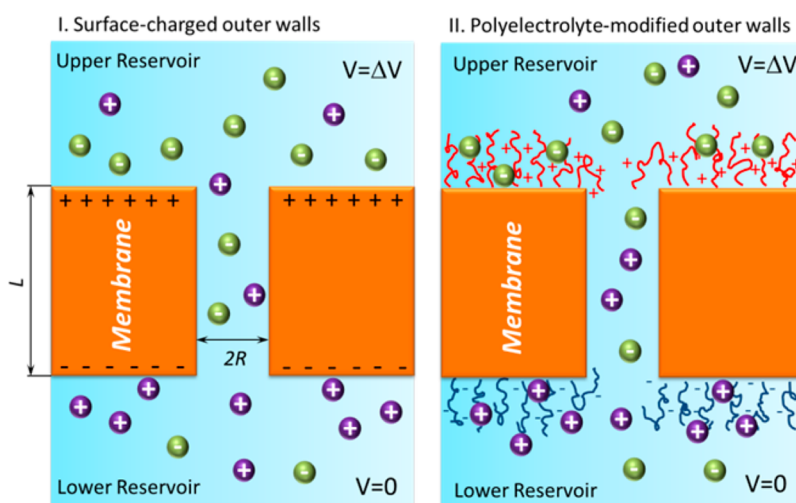 I. Surface-charged outer walls
Upper Reservoir
V=ΔV
+ + + + + +
+ + + + + +
Membrane
L
2R
- - - - - -
- - - - - -
Lower Reservoir
V=0
II. Polyelectrolyte-modified outer walls
Upper Reservoir
V=ΔV
Membrane
Lower Reservoir
V=0